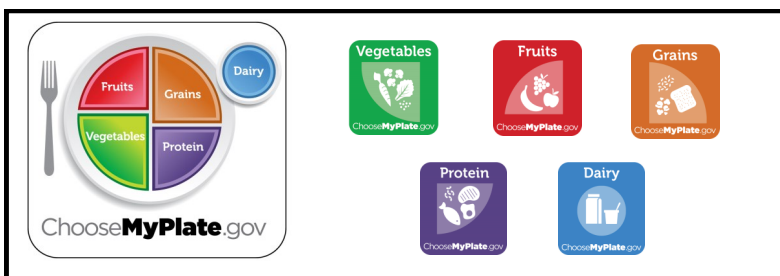 Fruits
Grains
Dairy
Vegetables
Protein
ChooseMyPlate.gov
Vegetables
ChooseMyPlate.gov
Fruits
ChooseMyPlate.gov
Grains
ChooseMyPlate.gov
Protein
ChooseMyPlate.gov
Dairy
ChooseMyPlate.gov